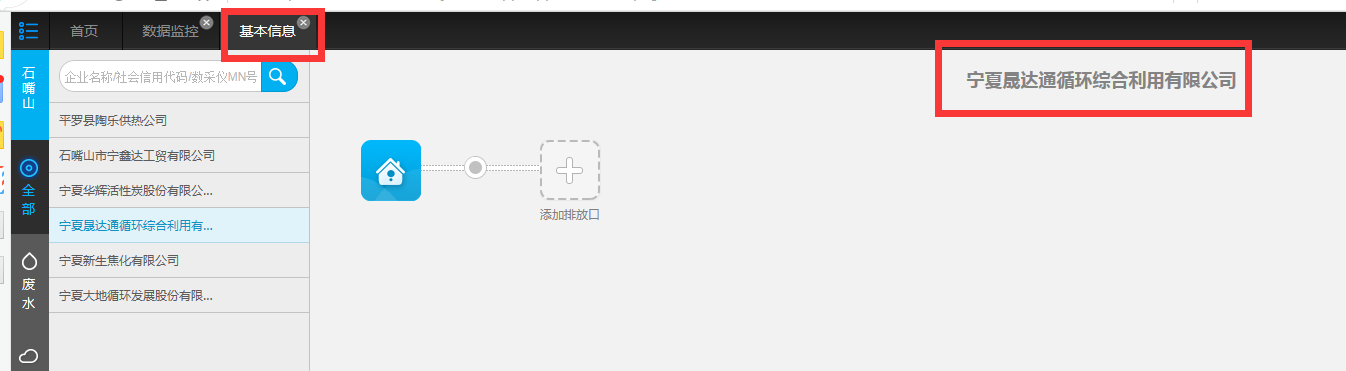 首页
数据监控
基本信息
石嘴山
全部
废水
企业名称/社会信用代码/数采仪MN号
平罗县陶乐供热公司
石嘴山市宁鑫达工贸有限公司
宁夏华辉活性炭股份有限公...
宁夏晟达通循环综合利用有...
宁夏新生焦化有限公司
宁夏大地循环发展股份有限...
宁夏晟达通循环综合利用有限公司
添加排放口